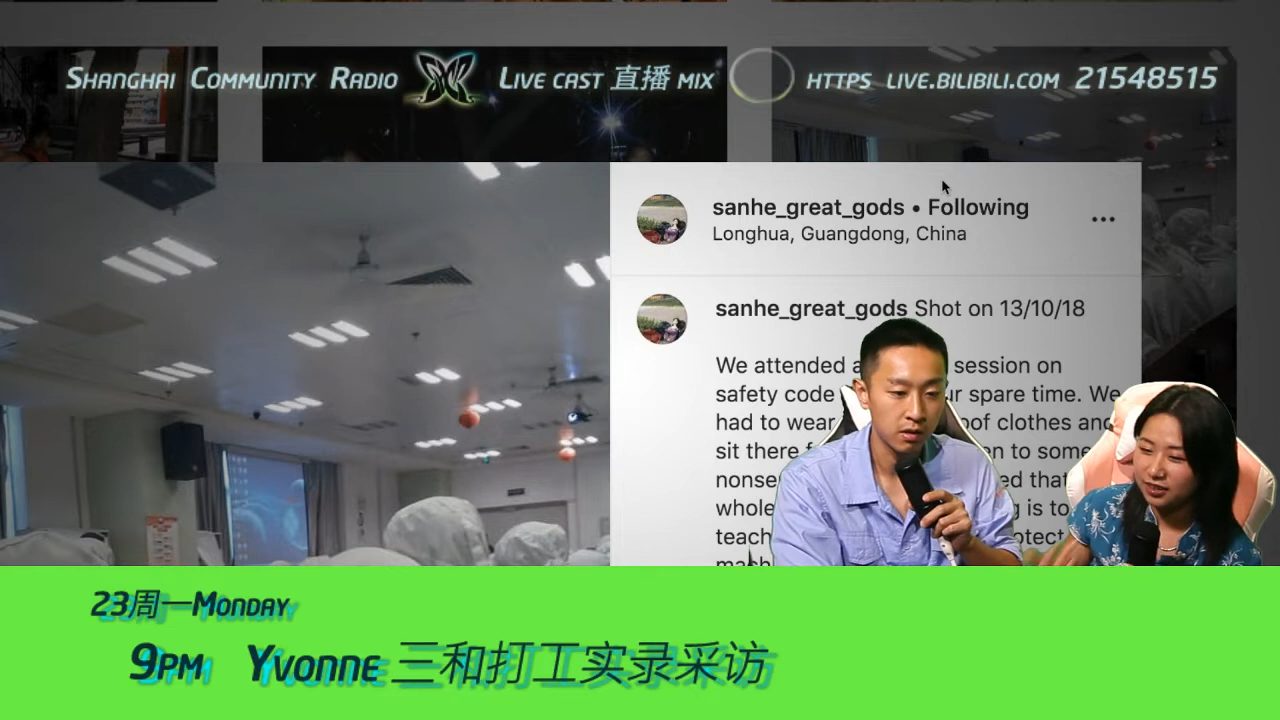 Shanghai Community Radio Live cast 直播 mix https live.bilibili.com 21548515
sanhe_great_gods • Following
Longhua, Guangdong, China
sanhe_great_gods Shot on 13/10/18
We attended a session on
safety code ur spare time. We
had to wear oof clothes and
sit there en to some
nonse ed that
whole g is to
teach otect
23周一Monday
9pm Yvonne 三和打工实录采访